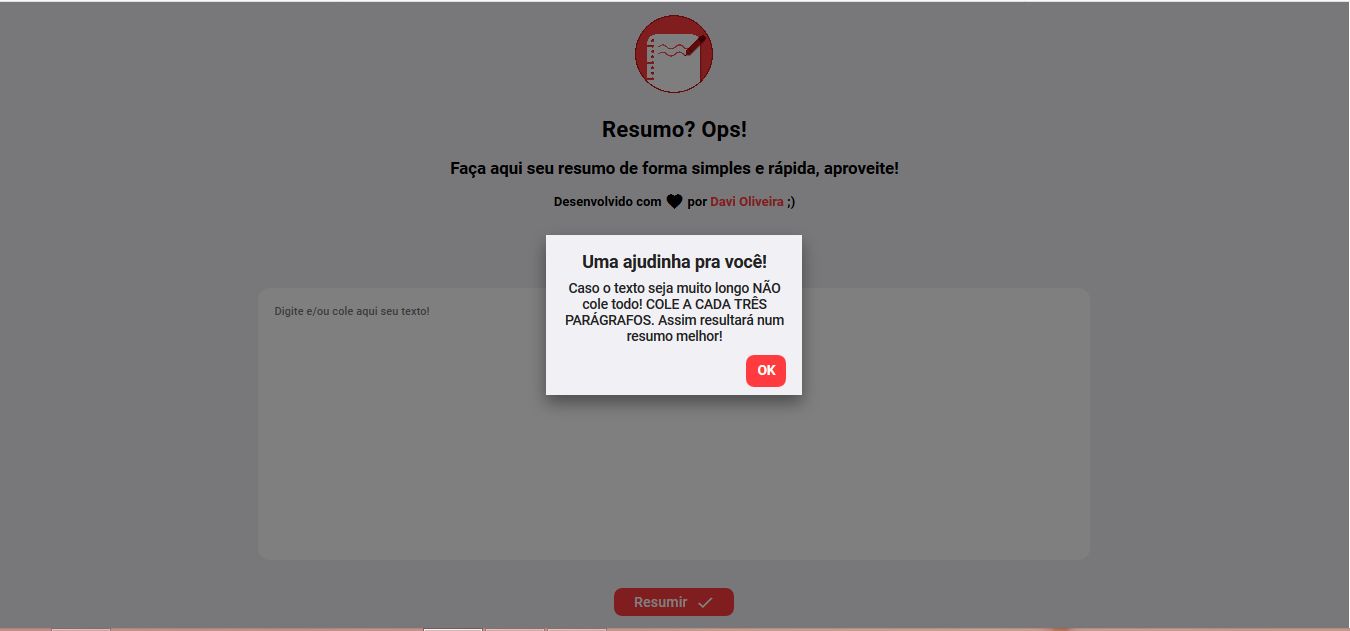 Resumo? Ops!
Faça aqui seu resumo de forma simples e rápida, aproveite!
Desenvolvido com por Davi Oliveira ;)
Uma ajudinha pra você!
Caso o texto seja muito longo NÃO
cole todo! COLE A CADA TRÊS
PARÁGRAFOS. Assim resultará num
resumo melhor!
OK
Digite e/ou cole aqui seu texto!
Resumir